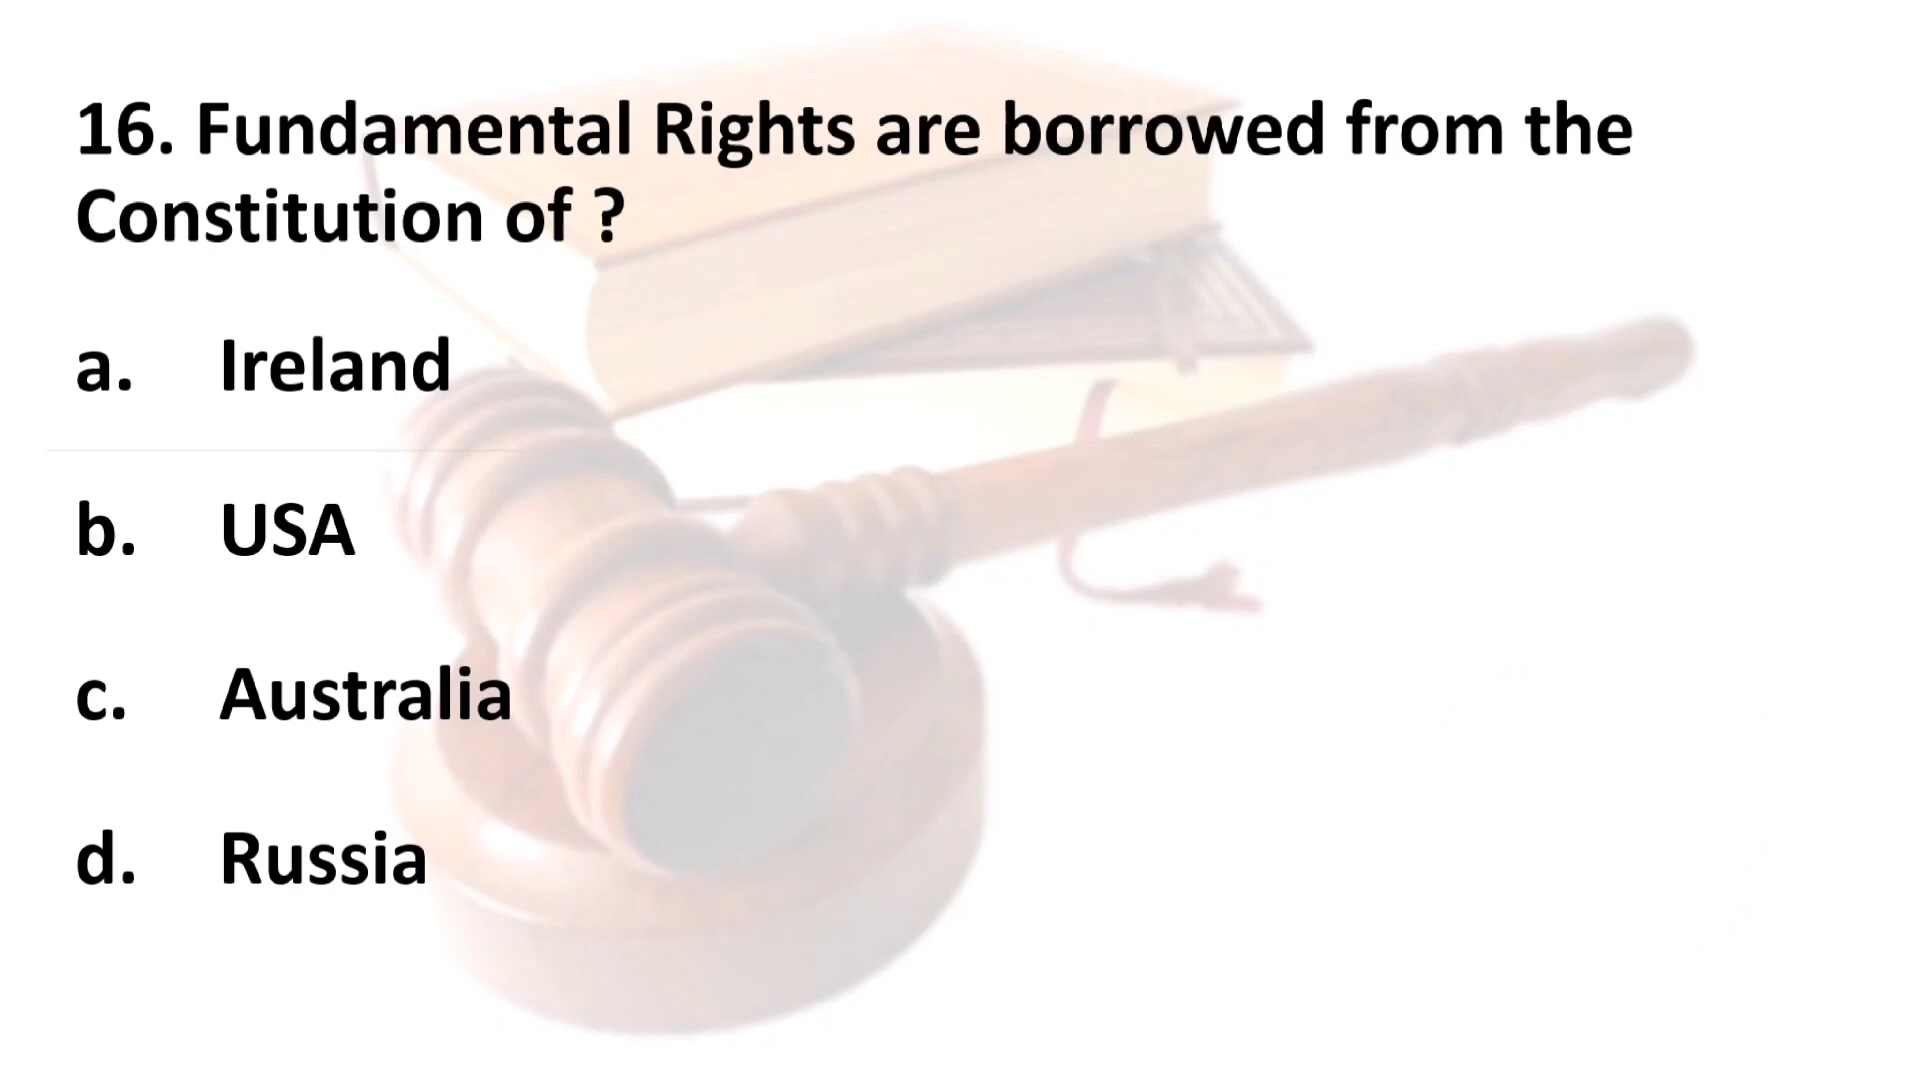 16. Fundamental Rights are borrowed from the
Constitution of ?
a. Ireland
b. USA
c. Australia
d. Russia